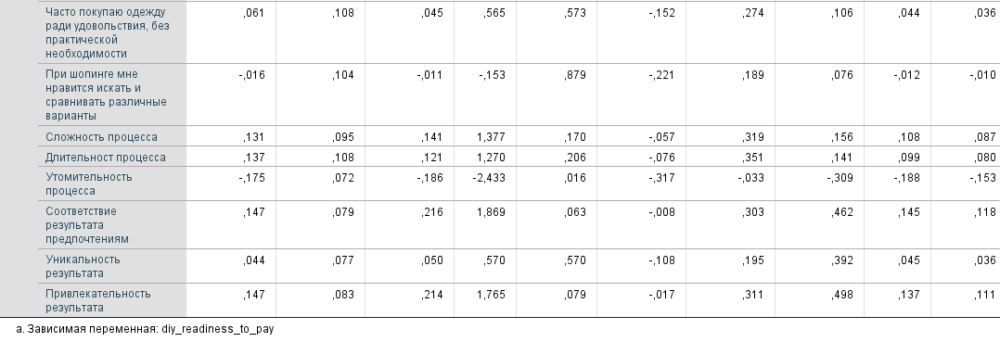 Часто покупаю одежду ,061 ,108 ,045 ,565 ,573 -,152 ,274 ,106 ,044 ,036
ради удовольствия, без
практической
необходимости
При шопинге мне -,016 ,104 -,011 -,153 ,879 -,221 ,189 ,076 -,012 -,010
нравится искать и
сравнивать различные
варианты
Сложность процесса ,131 ,095 ,141 1,377 ,170 -,057 ,319 ,156 ,108 ,087
Длительност процесса ,137 ,108 ,121 1,270 ,206 -,076 ,351 ,141 ,099 ,080
Утомительность -,175 ,072 -,186 -2,433 ,016 -,317 -,033 -,309 -,188 -,153
процесса
Соответствие ,147 ,079 ,216 1,869 ,063 -,008 ,303 ,462 ,145 ,118
результата
предпочтениям
Уникальность ,044 ,077 ,050 ,570 ,570 -,108 ,195 ,392 ,045 ,036
результата
Привлекательность ,147 ,083 ,214 1,765 ,079 -,017 ,311 ,498 ,137 ,111
результата
a. Зависимая переменная: diy_readiness_to_pay